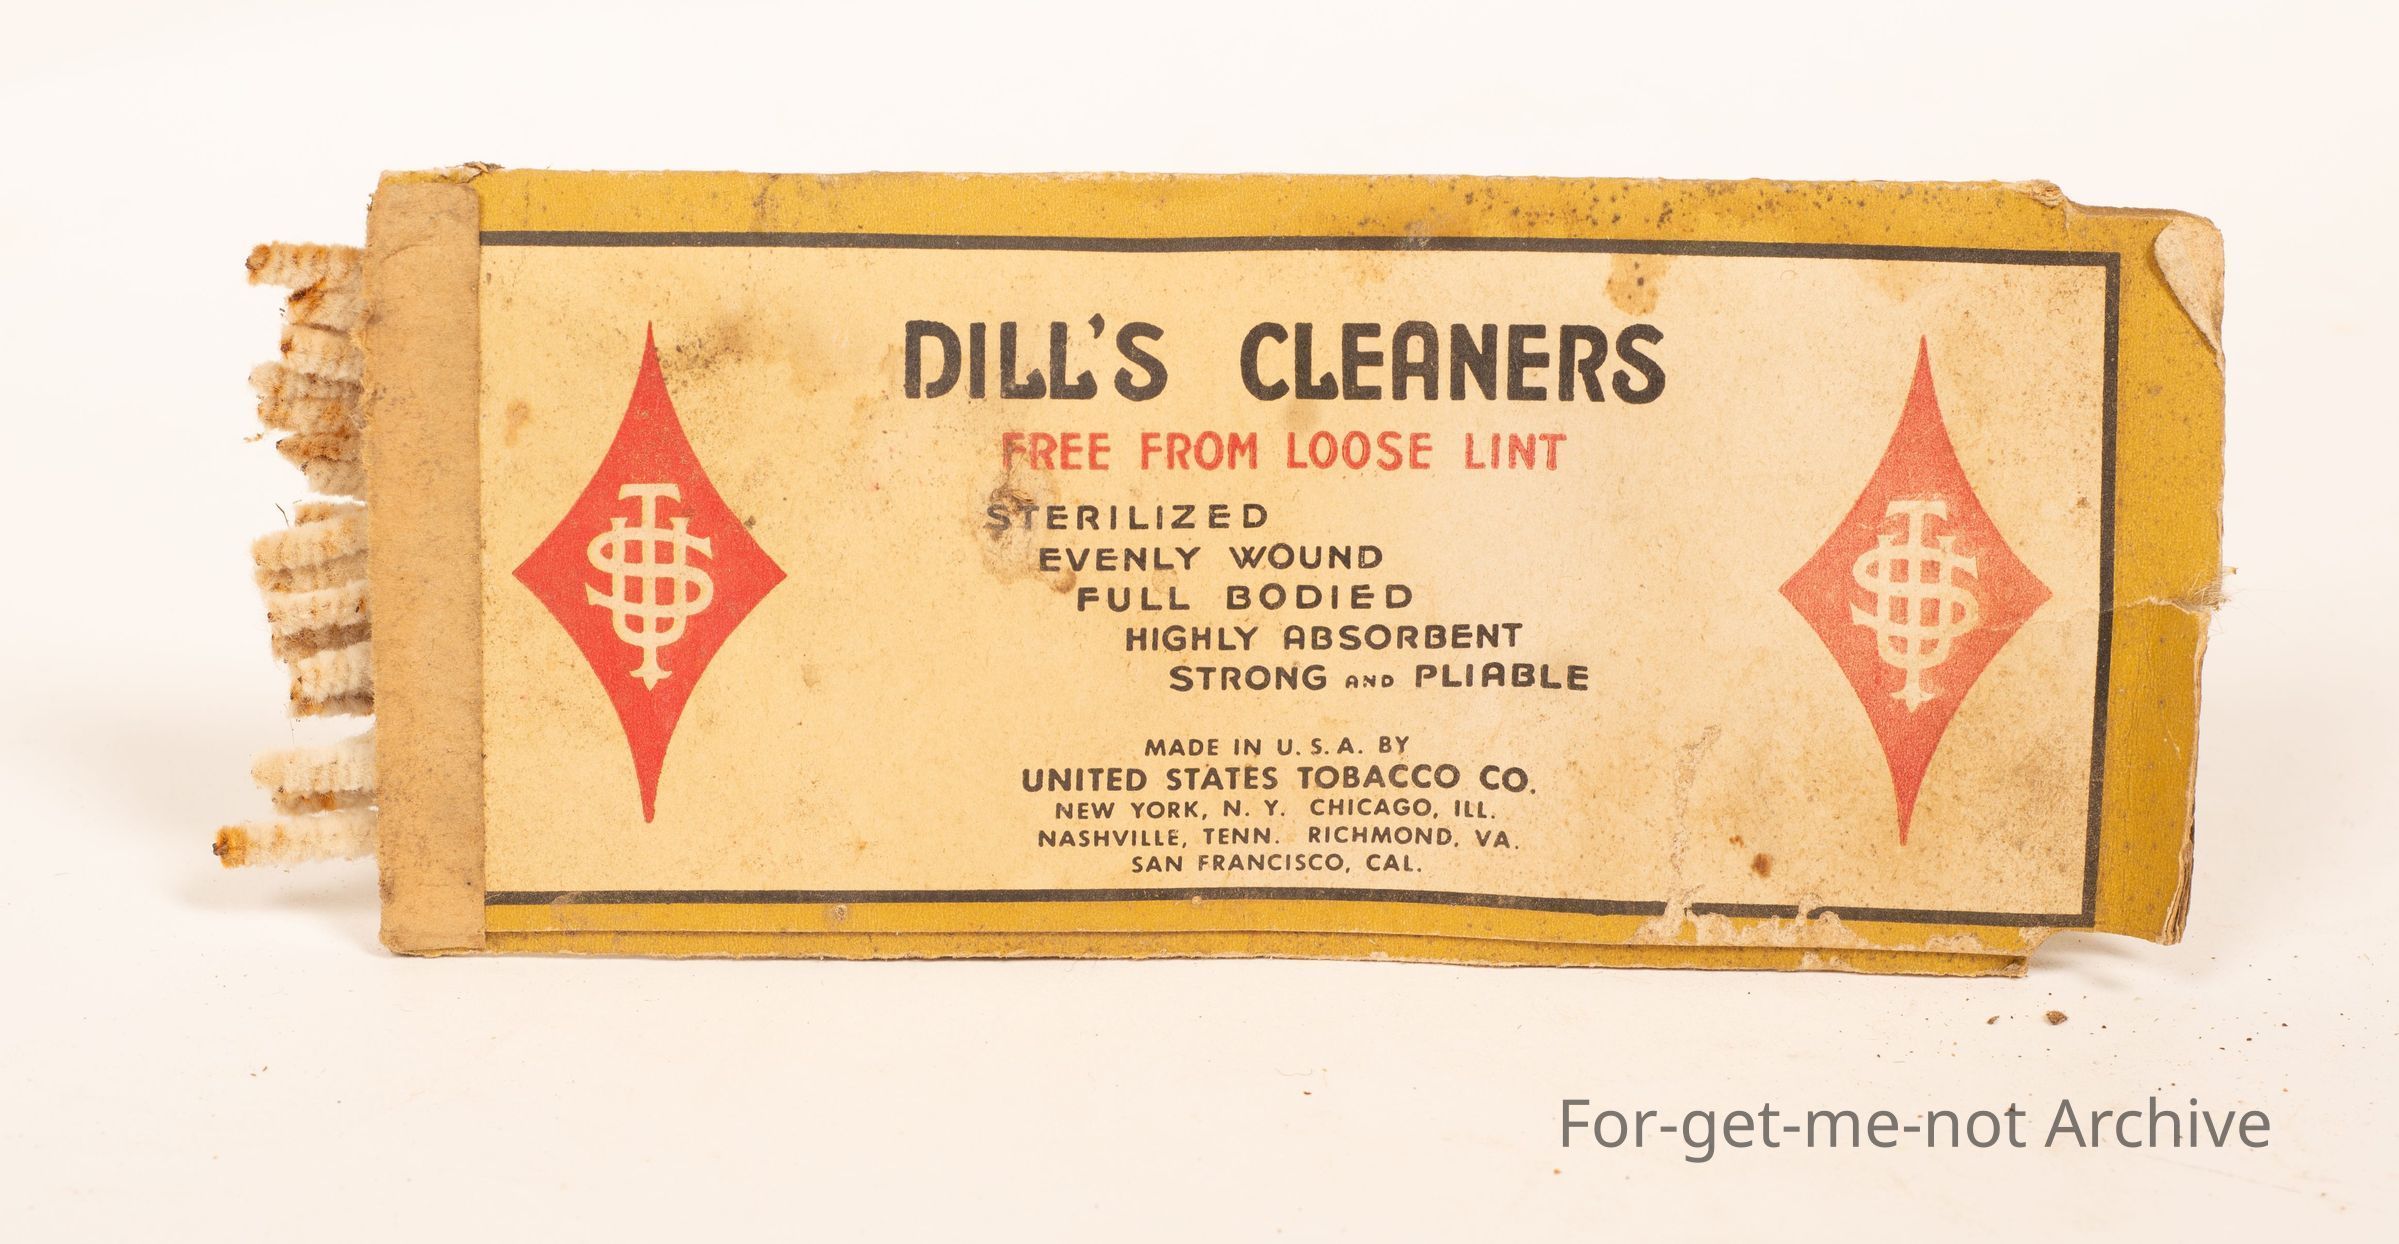 DILL'S CLEANERS
FREE FROM LOOSE LINT
STERILIZED
EVENLY WOUND
FULL BODIED
HIGHLY ABSORBENT
STRONG AND PLIABLE
MADE IN U. S. A. BY
UNITED STATES TOBACCO CO.
NEW YORK, N. Y. CHICAGO, ILL.
NASHVILLE, TENN. RICHMOND, VA.
SAN FRANCISCO, CAL.
UST
UST
For-get-me-not Archive